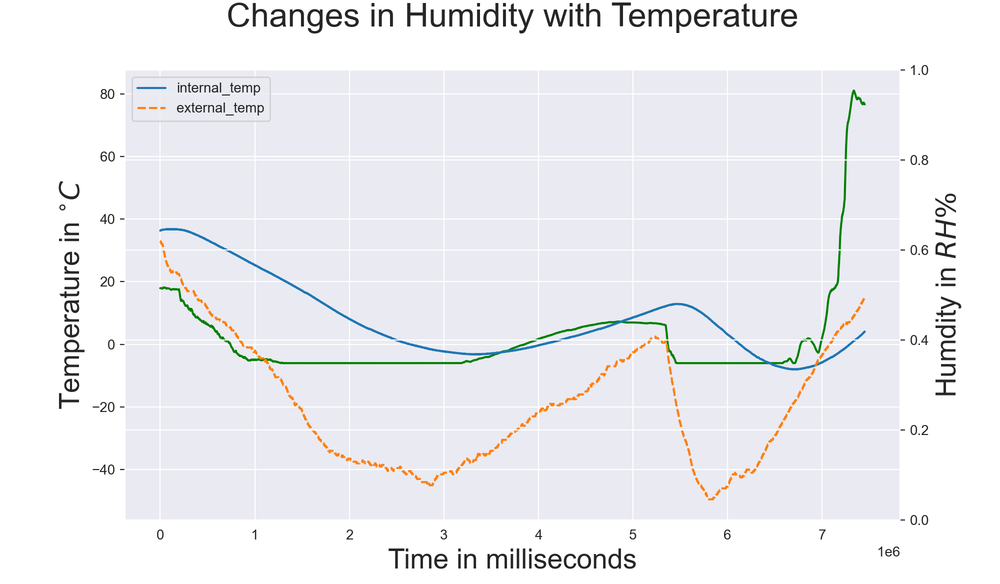 Changes in Humidity with Temperature
internal_temp
external_temp
80
60
40
20
0
−20
−40
Temperature in °C
1.0
0.8
0.6
0.4
0.2
0.0
Humdity in RH%
0 1 2 3 4 5 6 7
1e6
Time in milliseconds